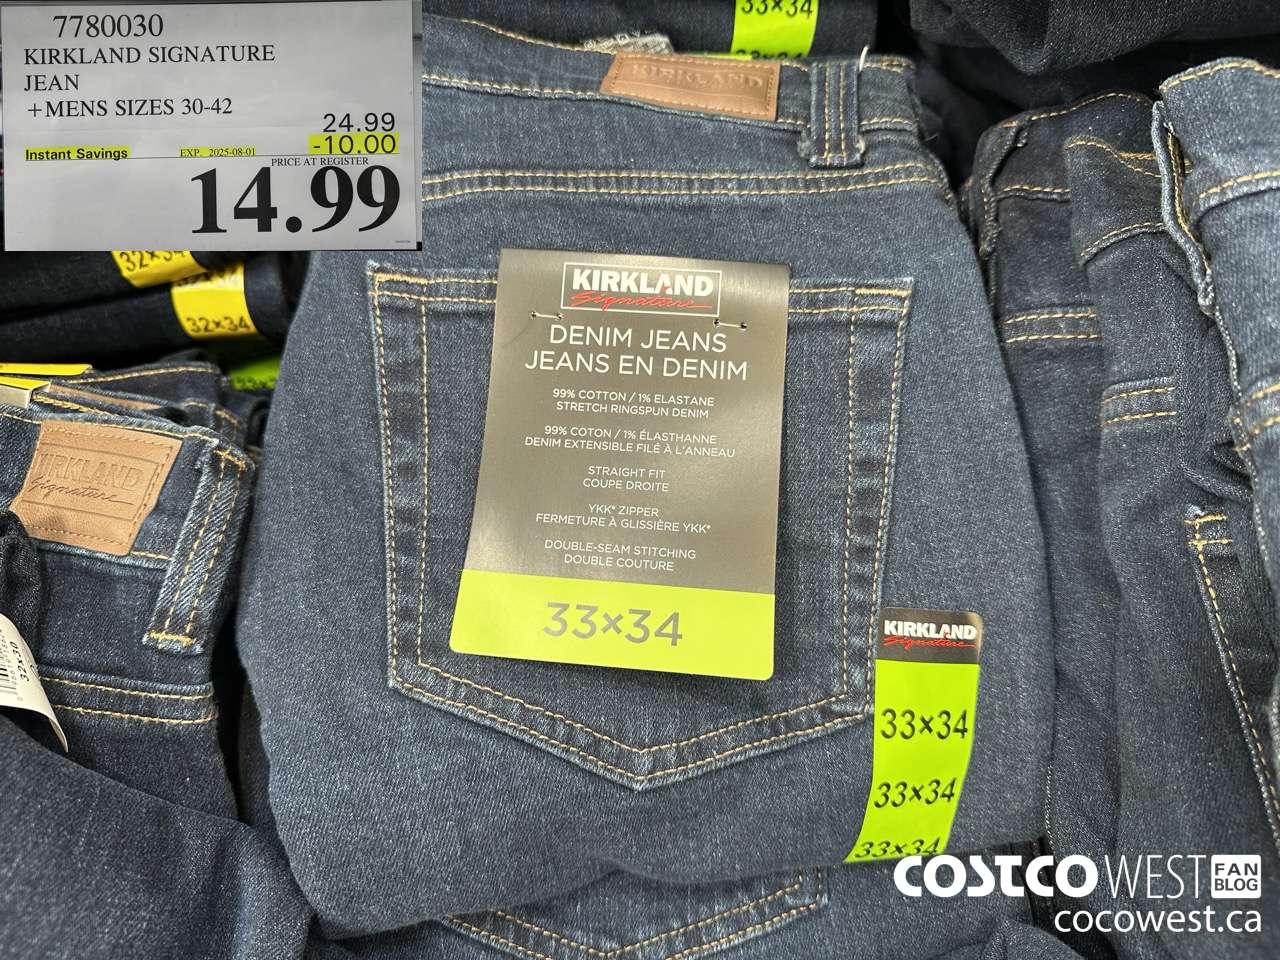 7780030
KIRKLAND SIGNATURE
JEAN
+MENS SIZES 30-42
24.99
Instant Savings EXP. 2025-08-01 -10.00
PRICE AT REGISTER
14.99
33×34
KIRKLAND
32×34
32×34
KIRKLAND
Signature
32×30
KIRKLAND
Signature
DENIM JEANS
JEANS EN DENIM
99% COTTON / 1% ELASTANE
STRETCH RINGSPUN DENIM
99% COTON / 1% ÉLASTHANNE
DENIM EXTENSIBLE FILÉ À L'ANNEAU
STRAIGHT FIT
COUPE DROITE
YKK* ZIPPER
FERMETURE À GLISSIÈRE YKK*
DOUBLE-SEAM STITCHING
DOUBLE COUTURE
33×34
KIRKLAND
Signature
33×34
33×34
33×34
COSTCO WEST FAN BLOG
cocowest.ca